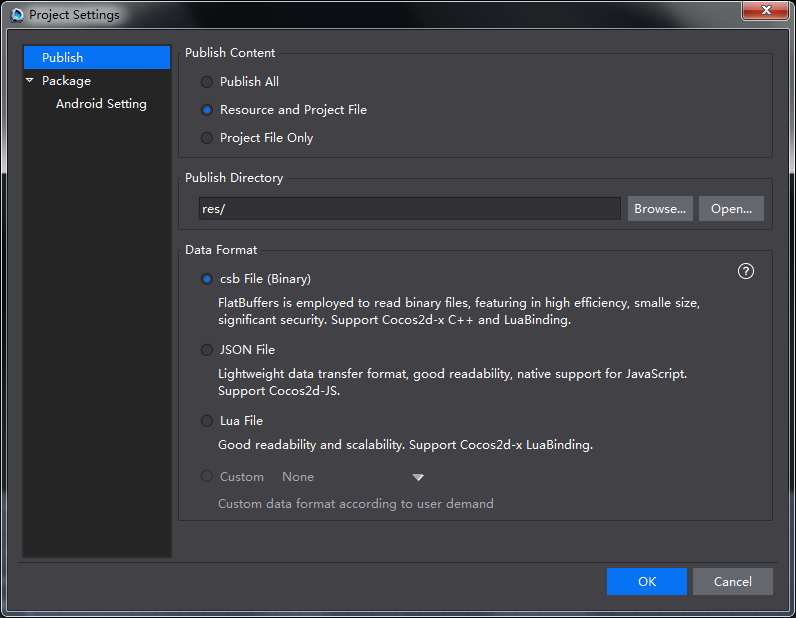 Project Settings
Publish
Package
Android Setting
Publish Content
Publish All
Resource and Project File
Project File Only
Publish Directory
res/
Browse...
Open...
Data Format
?
csb File (Binary)
FlatBuffers is employed to read binary files, featuring in high efficiency, smalle size,
significant security. Support Cocos2d-x C++ and LuaBinding.
JSON File
Lightweight data transfer format, good readability, native support for JavaScript.
Support Cocos2d-JS.
Lua File
Good readability and scalability. Support Cocos2d-x LuaBinding.
Custom None
Custom data format according to user demand
OK
Cancel